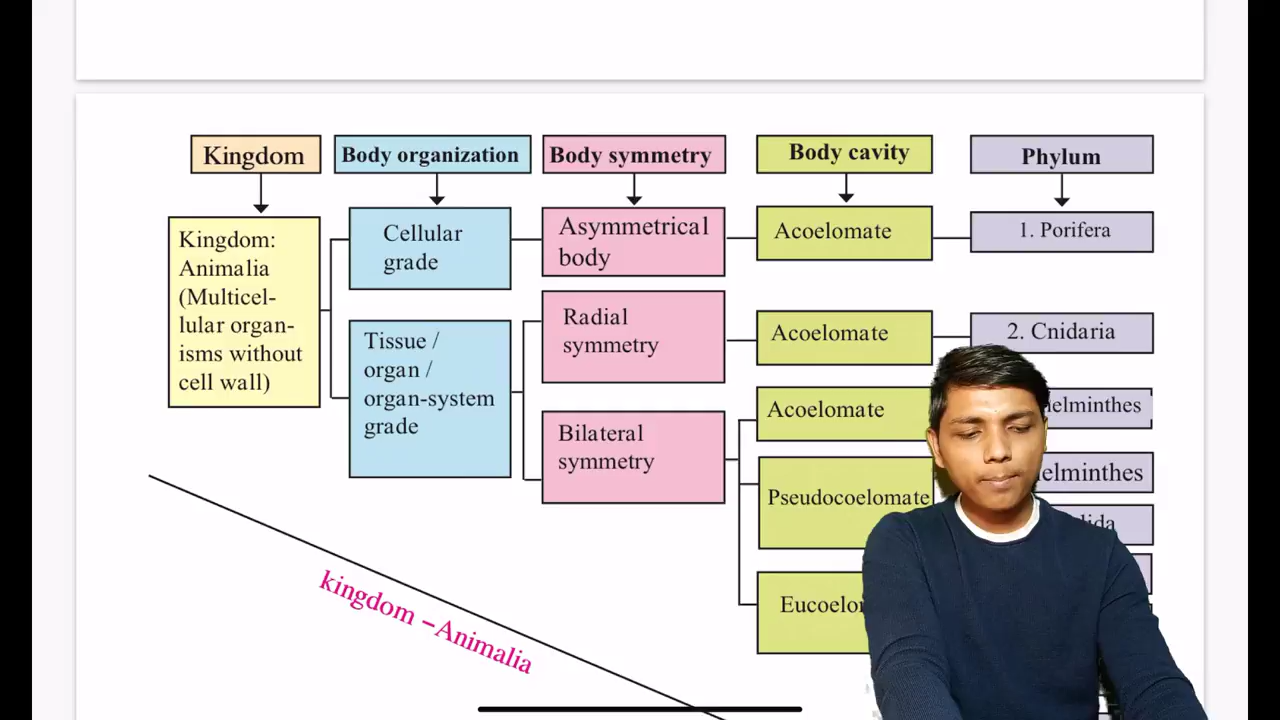 Kingdom
Body organization
Body symmetry
Body cavity
Phylum
Kingdom:
Animalia
(Multicel-
lular organ-
isms without
cell wall)
Cellular
grade
Asymmetrical
body
Acoelomate
1. Porifera
Tissue /
organ /
organ-system
grade
Radial
symmetry
Acoelomate
2. Cnidaria
Bilateral
symmetry
Acoelomate
Pseudocoelomate
kingdom -Animalia